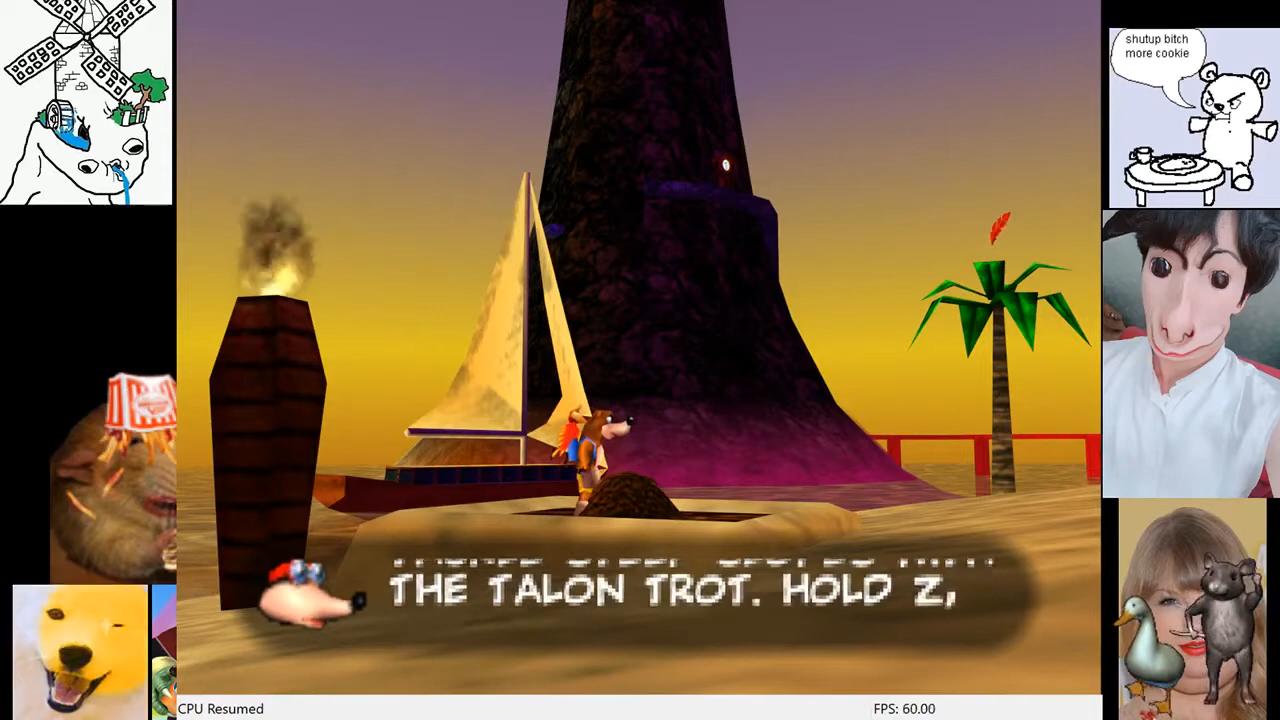 shutup bitch
more cookie
THE TALON TROT. HOLD Z,
CPU Resumed
FPS: 60.00